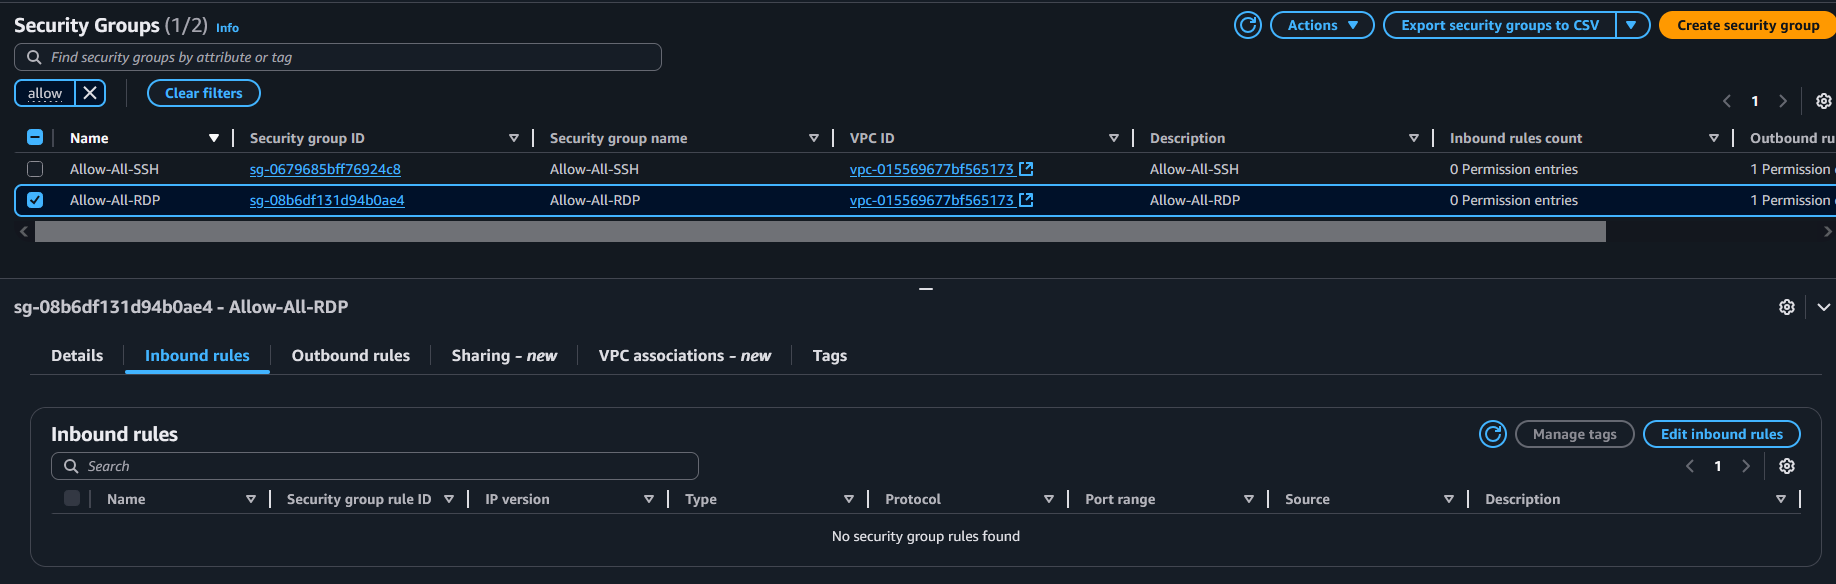 Security Groups (1/2) Info
Actions
Export security groups to CSV
Create security group
Find security groups by attribute or tag
allow
Clear filters
1
Name Security group ID Security group name VPC ID Description Inbound rules count Outbound ru
Allow-All-SSH sg-0679685bff76924c8 Allow-All-SSH vpc-015569677bf565173 Allow-All-SSH 0 Permission entries 1 Permission
Allow-All-RDP sg-08b6df131d94b0ae4 Allow-All-RDP vpc-015569677bf565173 Allow-All-RDP 0 Permission entries 1 Permission
sg-08b6df131d94b0ae4 - Allow-All-RDP
Details Inbound rules Outbound rules Sharing - new VPC associations - new Tags
Inbound rules
Manage tags
Edit inbound rules
Search
1
Name Security group rule ID IP version Type Protocol Port range Source Description
No security group rules found